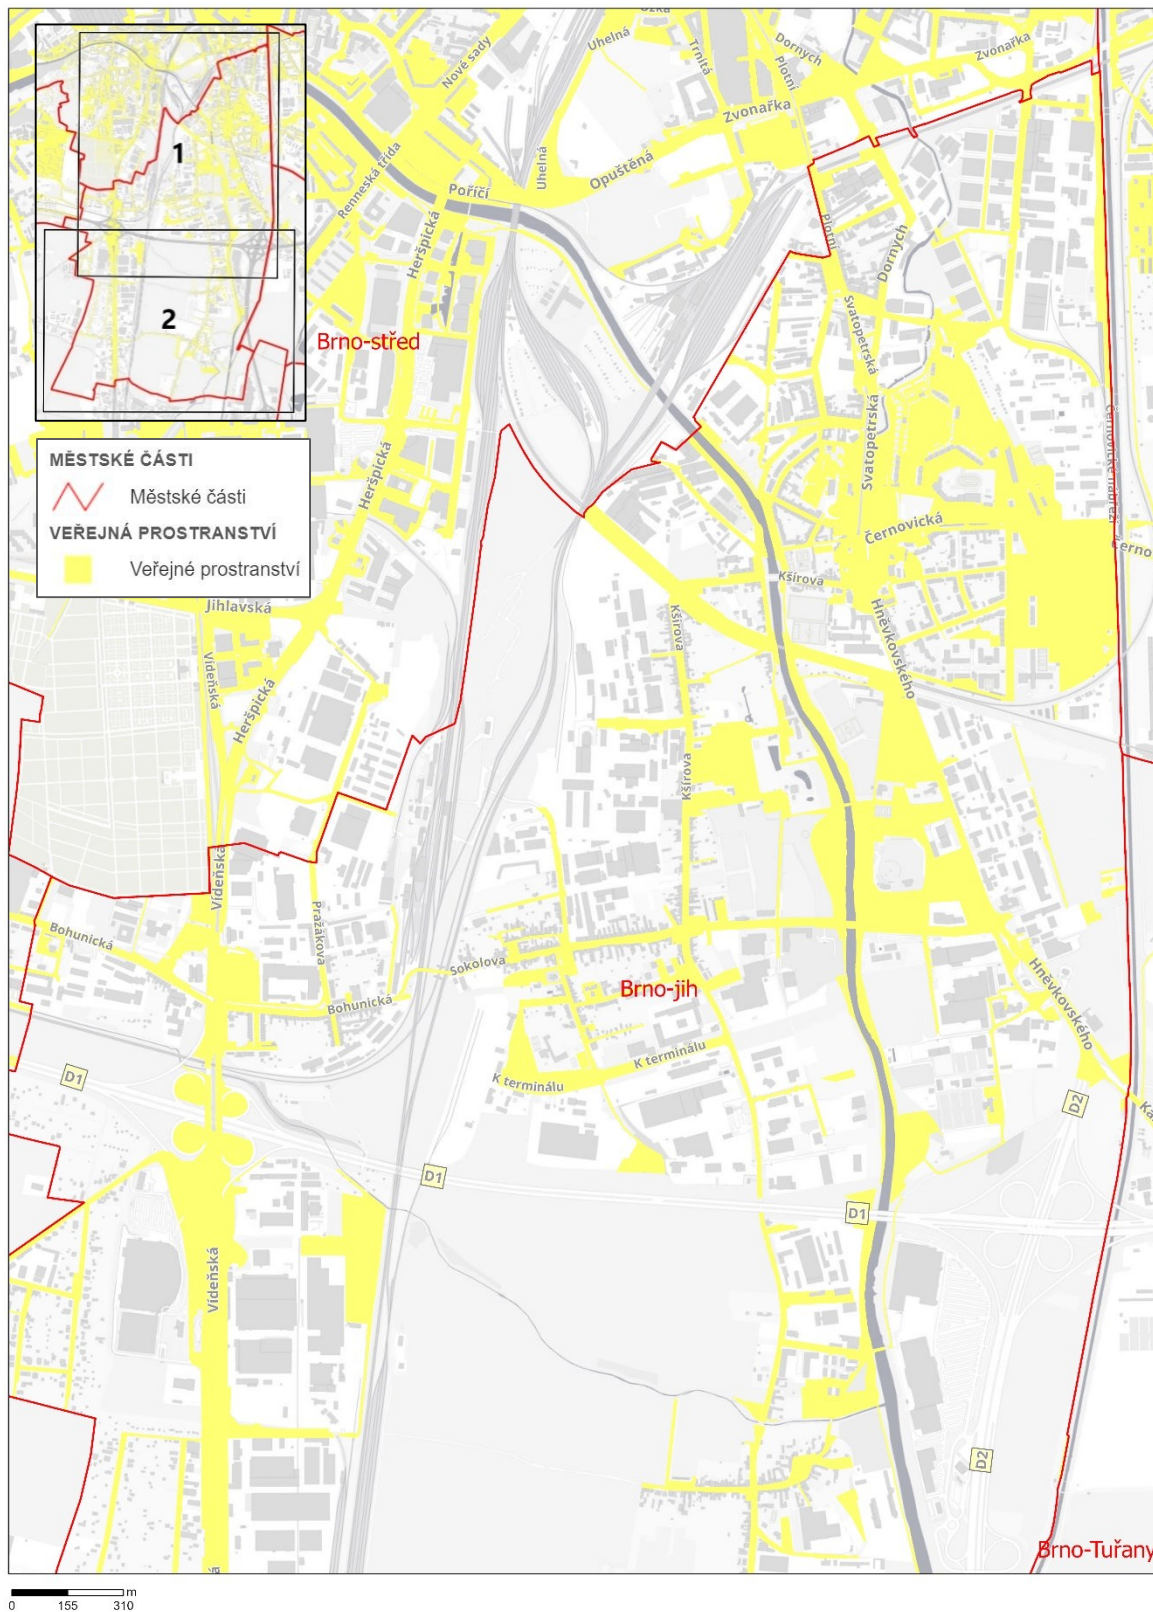 1
2
MĚSTSKÉ ČÁSTI
Městské části
VEŘEJNÁ PROSTRANSTVÍ
Veřejné prostranství
Uhelná
Nové sady
Trnitá
Plotní
Dornych
Zvonařka
Zvonařka
Renneská třída
Poříčí
Uhelná
Opuštěná
Heršpická
Plotní
Dornych
Brno-střed
Svatopetrská
Svatopetrská
Heršpická
Černovické nábřeží
Černovická
Jihlavská
Kšírova
Kšírova
Hněvkovského
Vídeňská
Heršpická
Kšírova
Vídeňská
Pražákova
Bohunická
Sokolova
Brno-jih
Bohunická
Hněvkovského
K terminálu
K terminálu
D1
D2
D1
D1
Vídeňská
D2
Brno-Tuřany
m
0 155 310